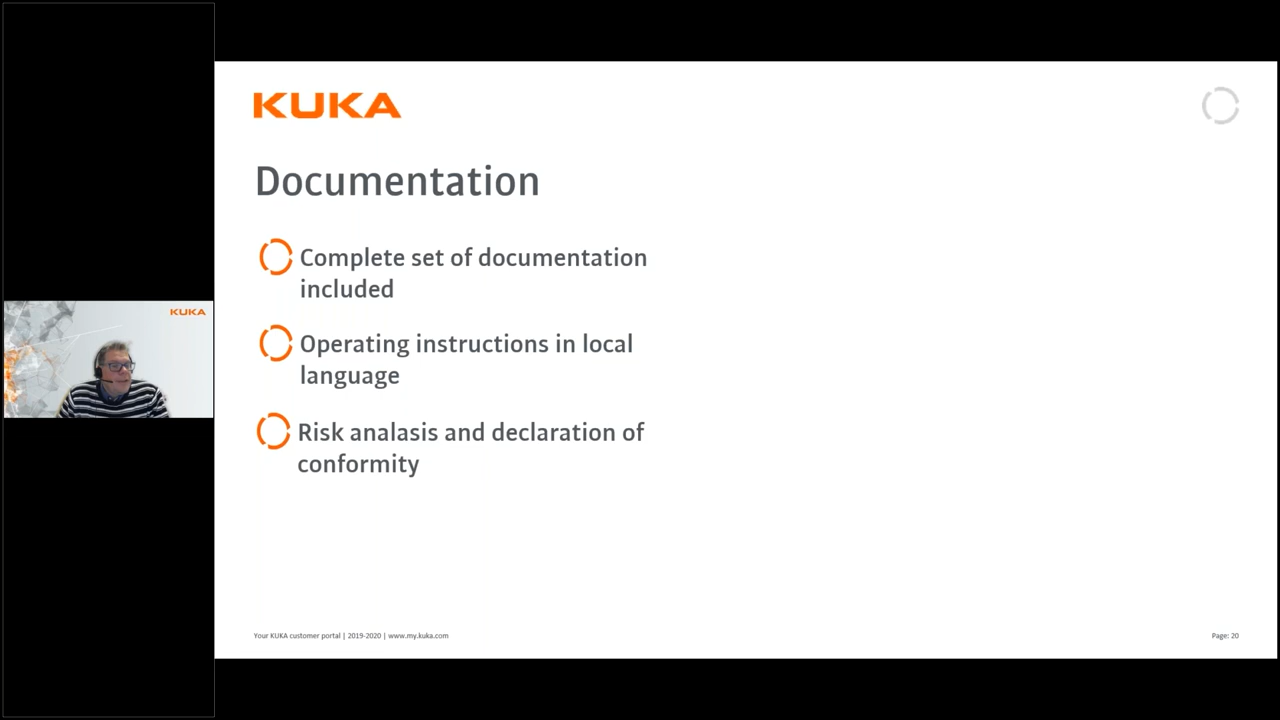 KUKA
Documentation
Complete set of documentation
included
Operating instructions in local
language
Risk analasis and declaration of
conformity
KUKA
Your KUKA customer portal | 2019-2020 | www.my.kuka.com
Page: 20